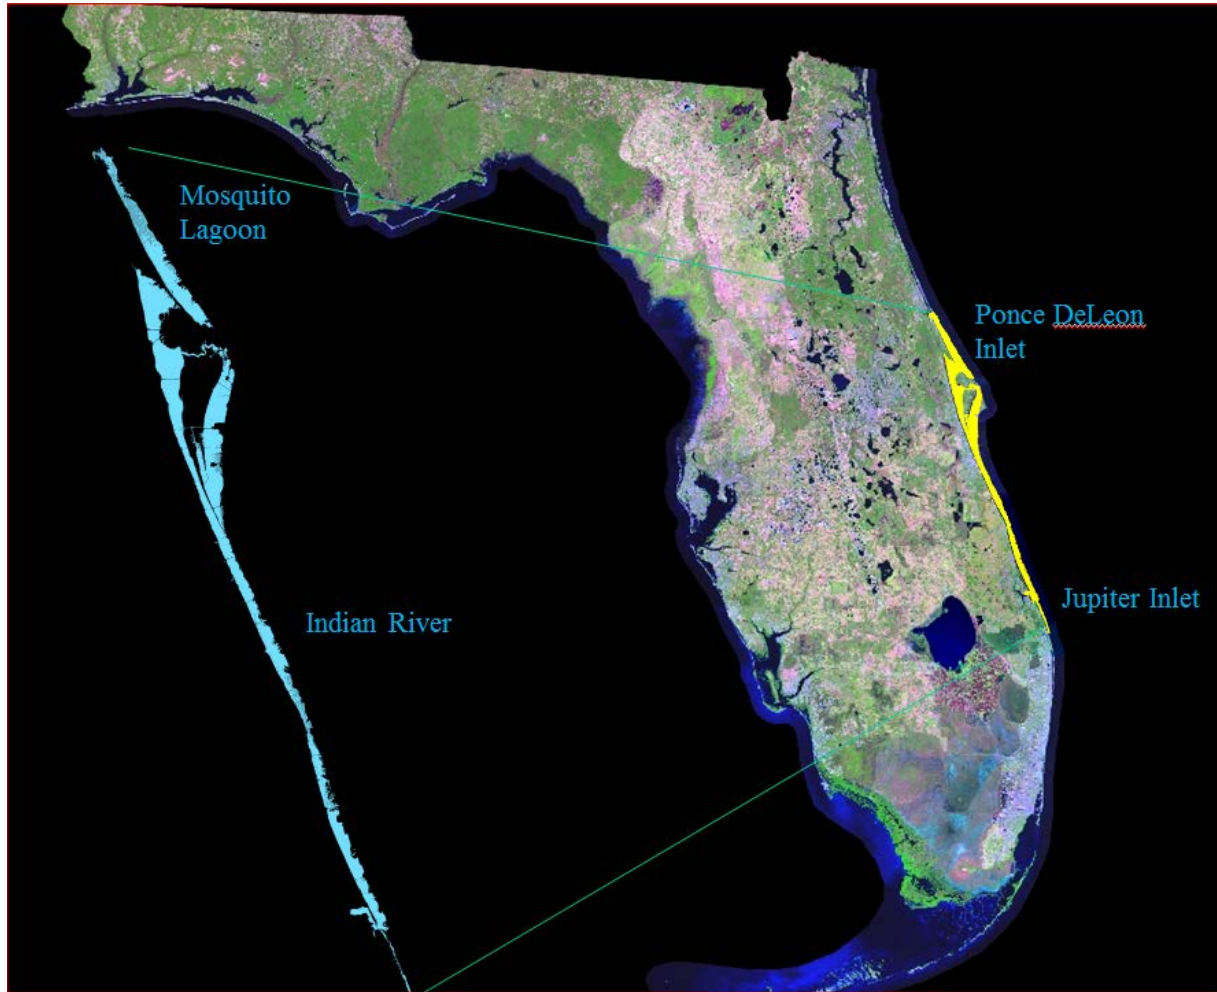 Mosquito
Lagoon
Ponce DeLeon
Inlet
Jupiter Inlet
Indian River